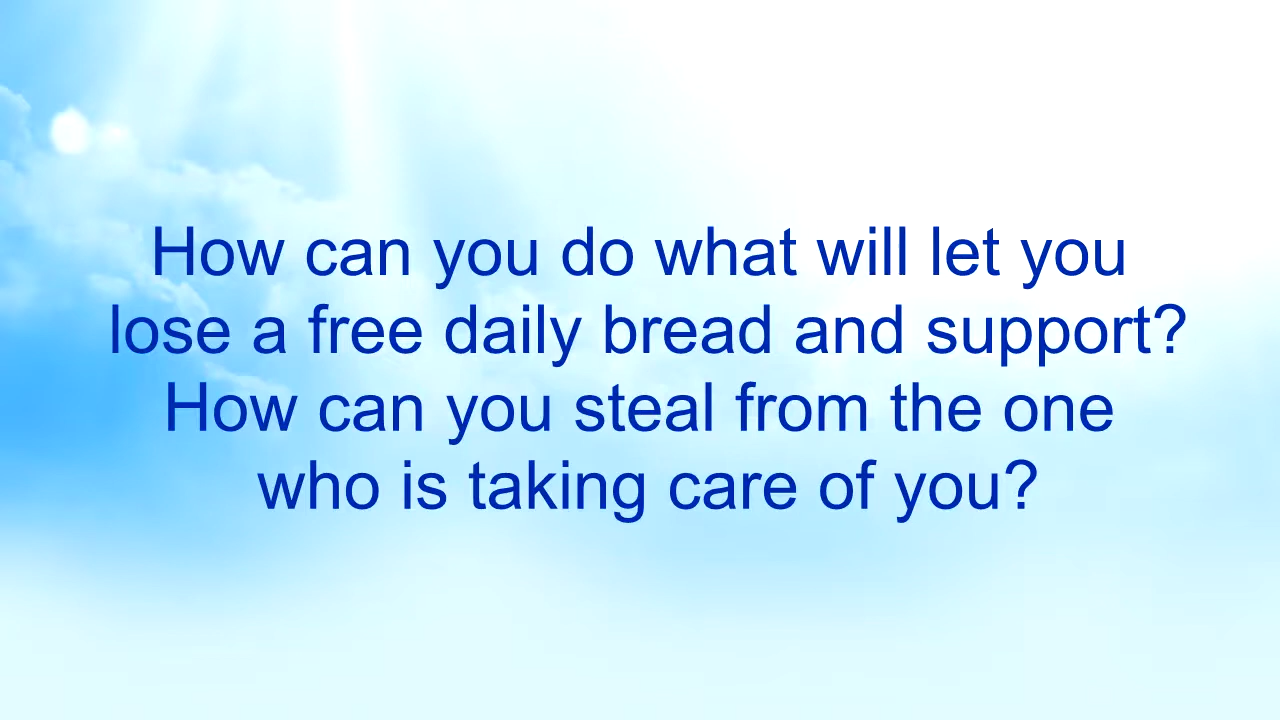 How can you do what will let you
lose a free daily bread and support?
How can you steal from the one
who is taking care of you?